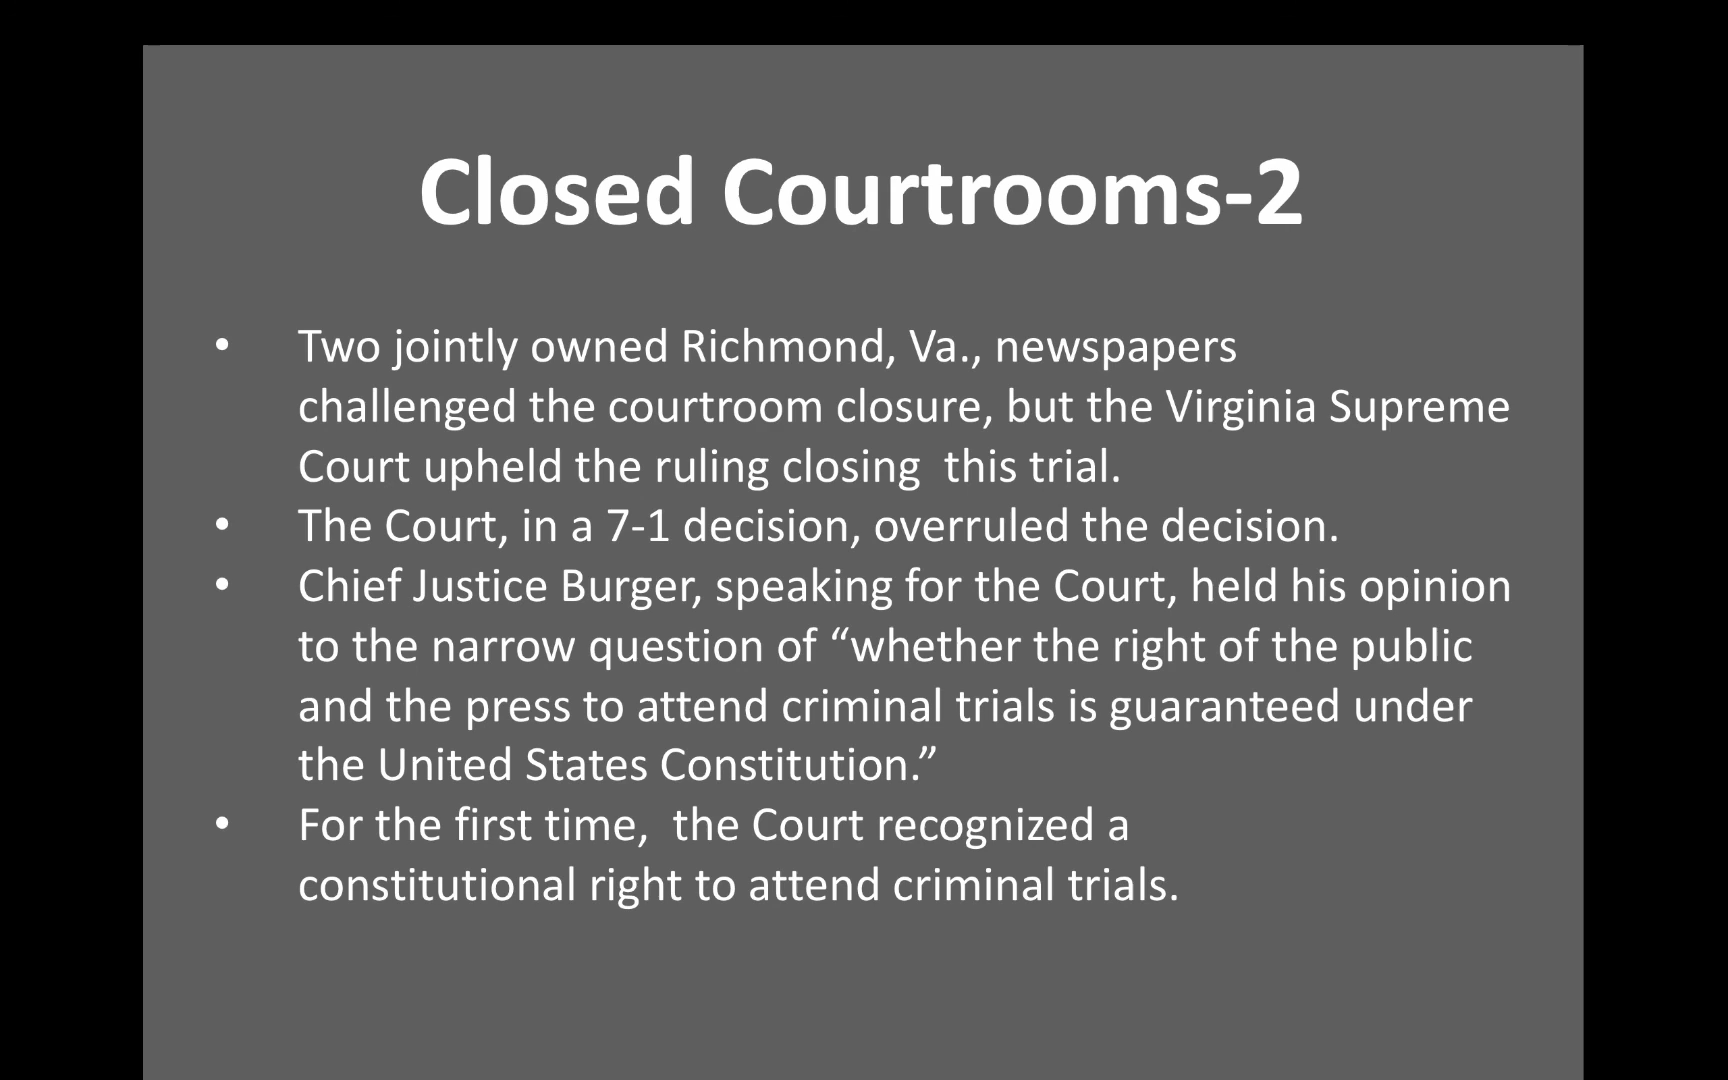 Closed Courtrooms-2
• Two jointly owned Richmond, Va., newspapers
challenged the courtroom closure, but the Virginia Supreme
Court upheld the ruling closing  this trial.
• The Court, in a 7-1 decision, overruled the decision.
• Chief Justice Burger, speaking for the Court, held his opinion
to the narrow question of “whether the right of the public
and the press to attend criminal trials is guaranteed under
the United States Constitution.”
• For the first time,  the Court recognized a
constitutional right to attend criminal trials.